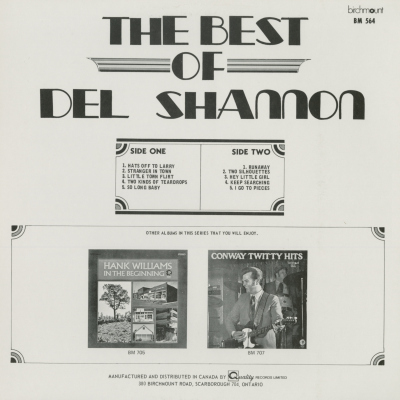 birchmount
BM 564
THE BEST
OF
DEL SHANNON
SIDE ONE
1. HATS OFF TO LARRY
2. STRANGER IN TOWN
3. LITTLE TOWN FLIRT
4. TWO KINDS OF TEARDROPS
5. SO LONG BABY
SIDE TWO
1. RUNAWAY
2. TWO SILHOUETTES
3. HEY LITTLE GIRL
4. KEEP SEARCHING
5. I GO TO PIECES
OTHER ALBUMS IN THIS SERIES THAT YOU WILL ENJOY.
HANK WILLIAMS
IN THE BEGINNING
BM 705
CONWAY TWITTY HITS
BM 707
MANUFACTURED AND DISTRIBUTED IN CANADA BY Quality RECORDS LIMITED
380 BIRCHMOUNT ROAD, SCARBOROUGH 700, ONTARIO